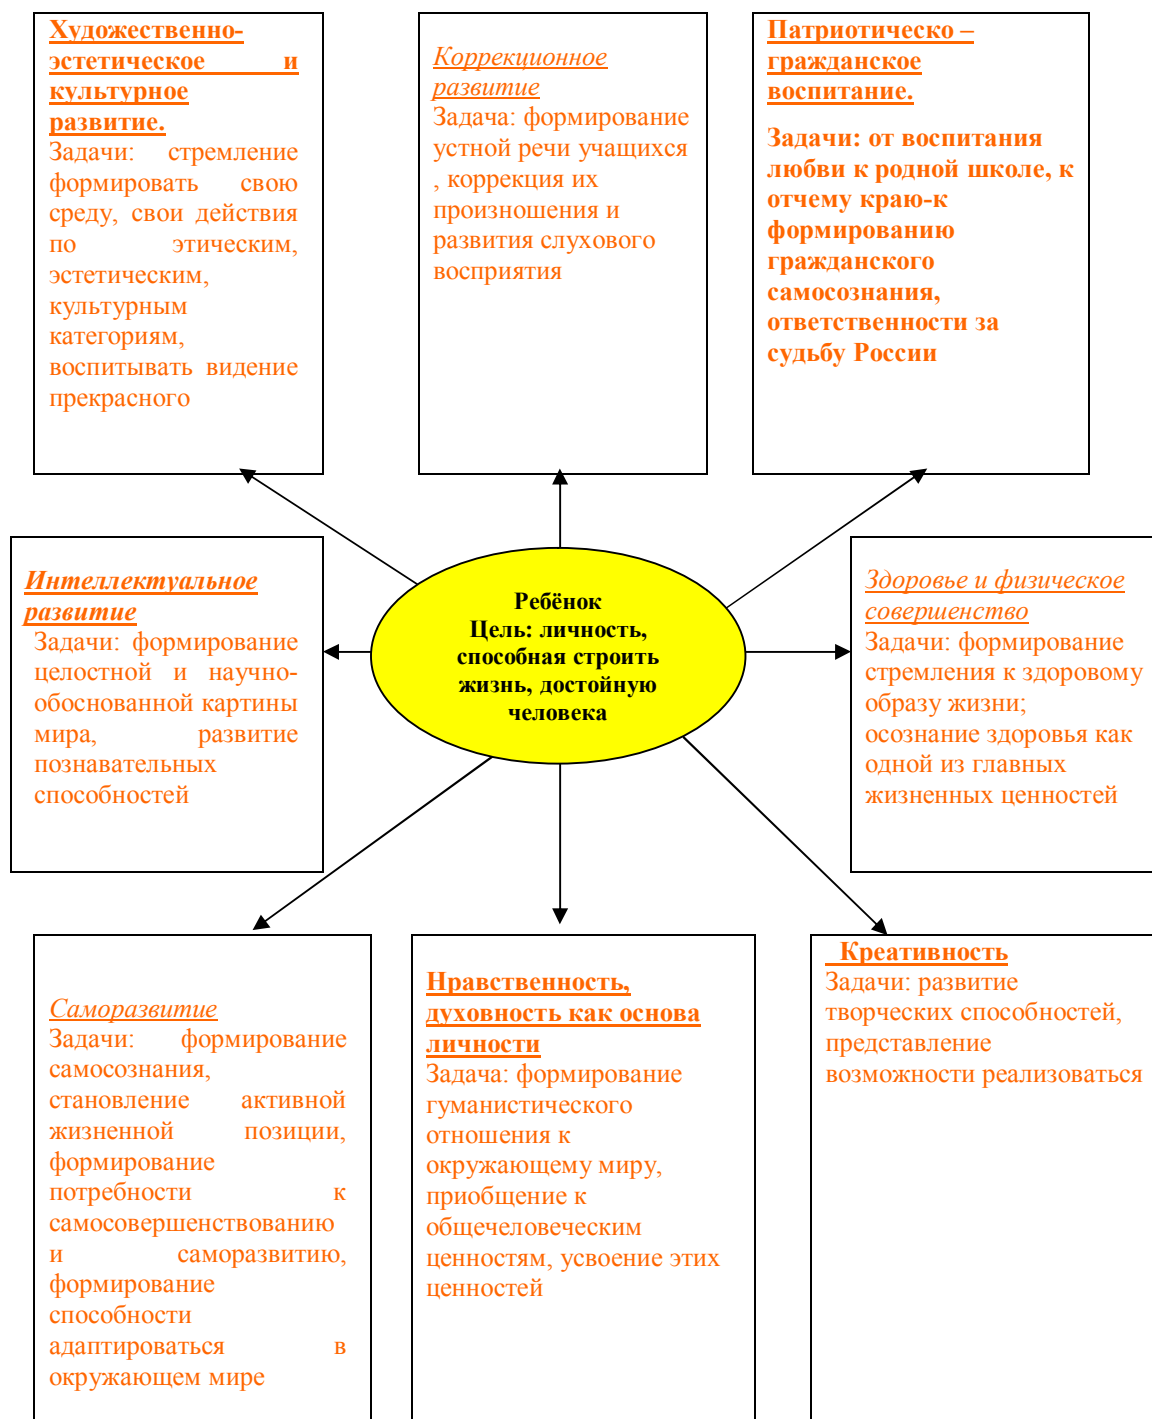 Художественно-
эстетическое и
культурное
развитие.
Задачи: стремление
формировать свою
среду, свои действия
по этическим,
эстетическим,
культурным
категориям,
воспитывать видение
прекрасного
Коррекционное
развитие
Задача: формирование
устной речи учащихся
, коррекция их
произношения и
развития слухового
восприятия
Патриотическо –
гражданское
воспитание.
Задачи: от воспитания
любви к родной школе, к
отчему краю-к
формированию
гражданского
самосознания,
ответственности за
судьбу России
Интеллектуальное
развитие
Задачи: формирование
целостной и научно-
обоснованной картины
мира, развитие
познавательных
способностей
Ребёнок
Цель: личность,
способная строить
жизнь, достойную
человека
Здоровье и физическое
совершенство
Задачи: формирование
стремления к здоровому
образу жизни;
осознание здоровья как
одной из главных
жизненных ценностей
Саморазвитие
Задачи: формирование
самосознания,
становление активной
жизненной позиции,
формирование
потребности к
самосовершенствованию
и саморазвитию,
формирование
способности
адаптироваться в
окружающем мире
Нравственность,
духовность как основа
личности
Задача: формирование
гуманистического
отношения к
окружающему миру,
приобщение к
общечеловеческим
ценностям, усвоение этих
ценностей
Креативность
Задачи: развитие
творческих способностей,
представление
возможности реализоваться